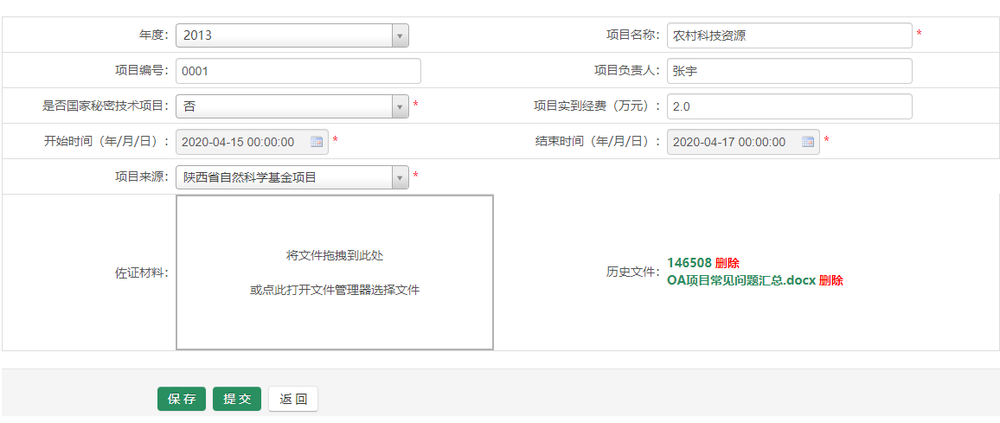 年度： 2013 项目名称： 农村科技资源 *
项目编号： 0001 项目负责人： 张宇
是否国家秘密技术项目： 否 * 项目实到经费（万元）： 2.0
开始时间（年/月/日）： 2020-04-15 00:00:00 * 结束时间（年/月/日）： 2020-04-17 00:00:00 *
项目来源： 陕西省自然科学基金项目 *
佐证材料：
将文件拖拽到此处
或点此打开文件管理器选择文件
历史文件：
146508 删除
OA项目常见问题汇总.docx 删除
保存 提交 返回